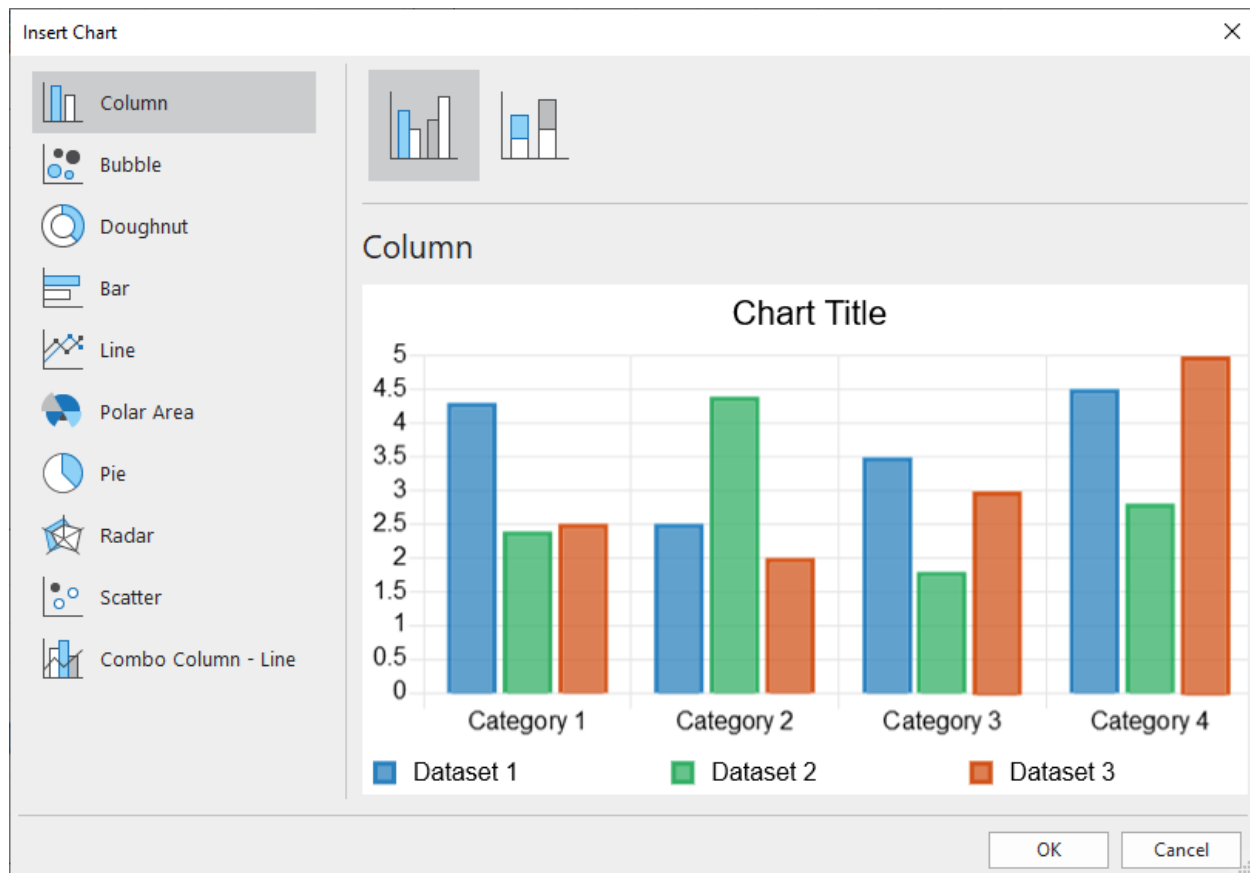 Insert Chart
Column
Bubble
Doughnut
Bar
Line
Polar Area
Pie
Radar
Scatter
Combo Column - Line
Column
Chart Title
5
4.5
4
3.5
3
2.5
2
1.5
1
0.5
0
Category 1 Category 2 Category 3 Category 4
Dataset 1 Dataset 2 Dataset 3
OK Cancel